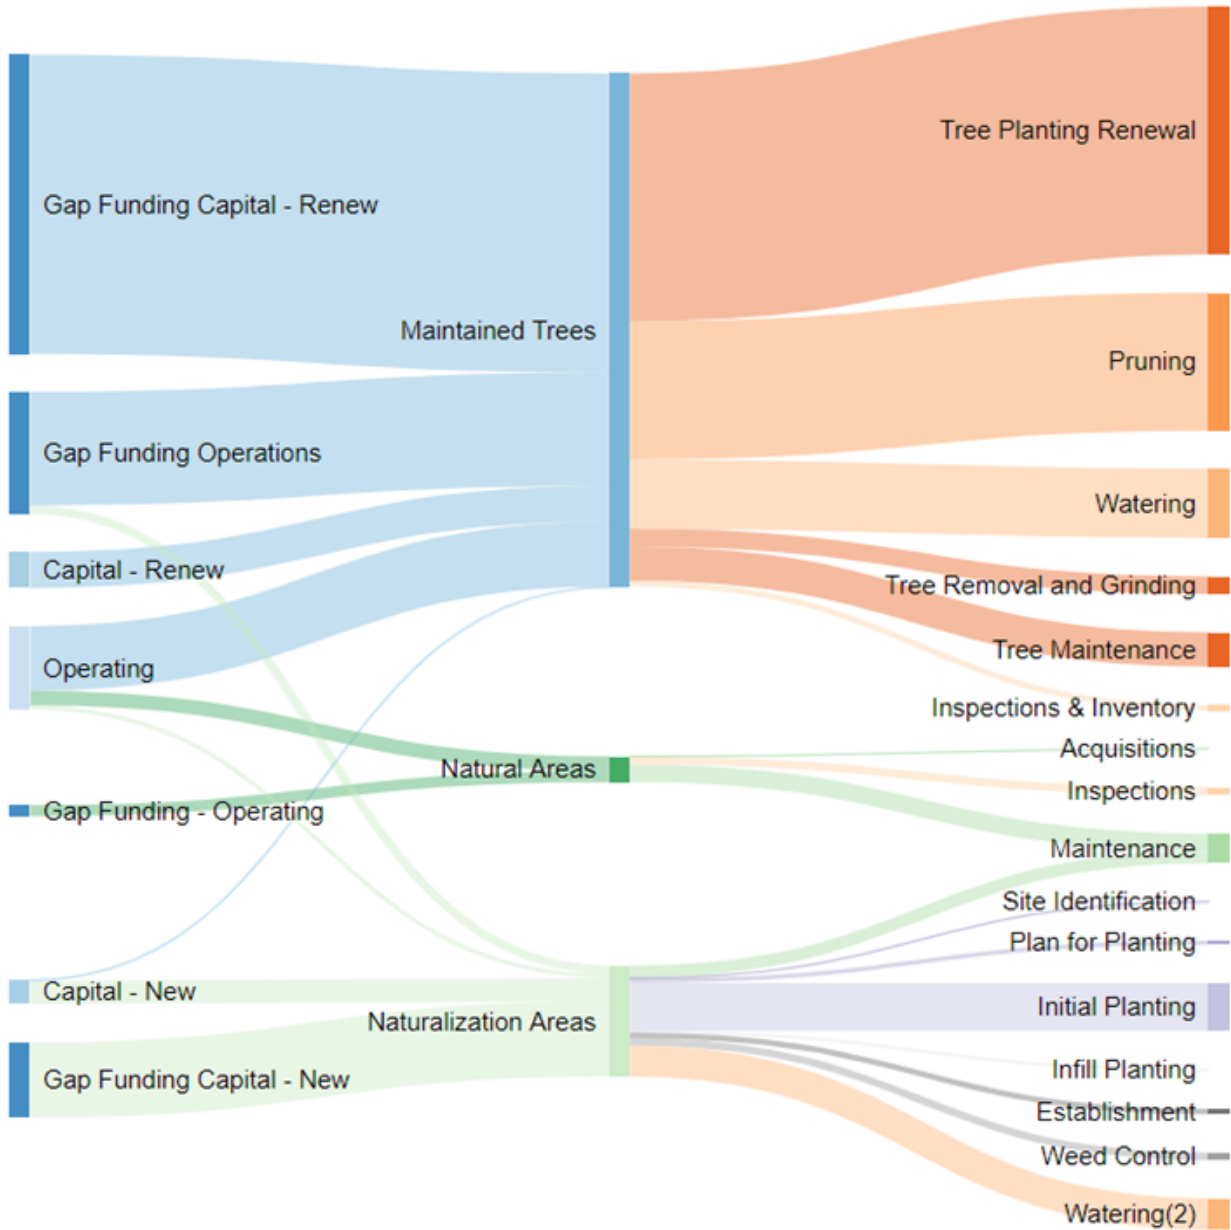 Gap Funding Capital - Renew
Gap Funding Operations
Capital - Renew
Operating
Gap Funding - Operating
Capital - New
Gap Funding Capital - New
Maintained Trees
Natural Areas
Naturalization Areas
Tree Planting Renewal
Pruning
Watering
Tree Removal and Grinding
Tree Maintenance
Inspections & Inventory
Acquisitions
Inspections
Maintenance
Site Identification
Plan for Planting
Initial Planting
Infill Planting
Establishment
Weed Control
Watering(2)